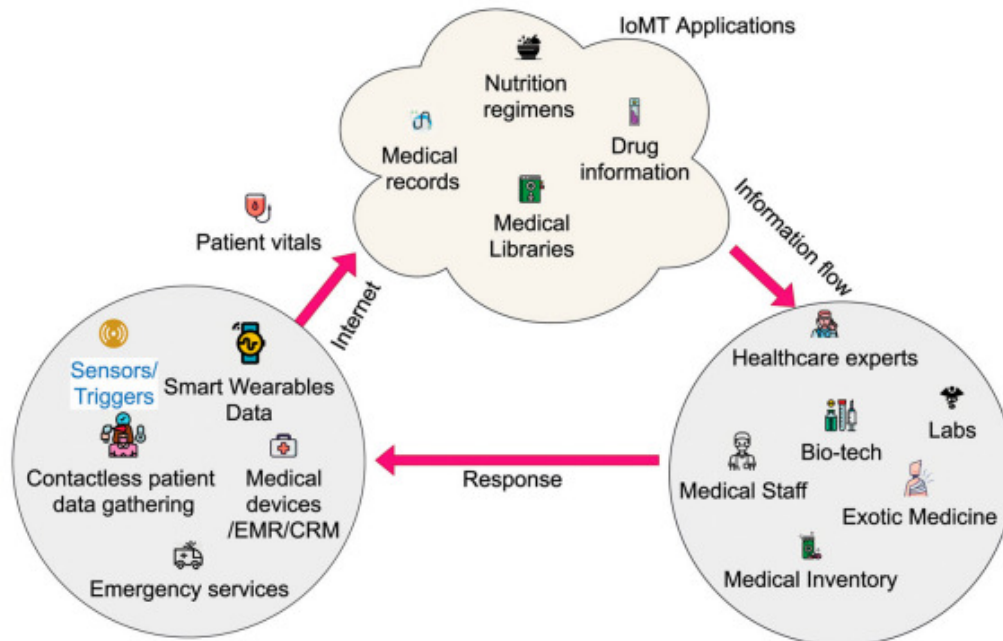 IoMT Applications
Nutrition
regimens
Medical
records
Drug
information
Medical
Libraries
Patient vitals
Internet
Information flow
Sensors/
Triggers
Smart Wearables
Data
Contactless patient
data gathering
Medical
devices
/EMR/CRM
Emergency services
Response
Healthcare experts
Labs
Bio-tech
Medical Staff
Exotic Medicine
Medical Inventory